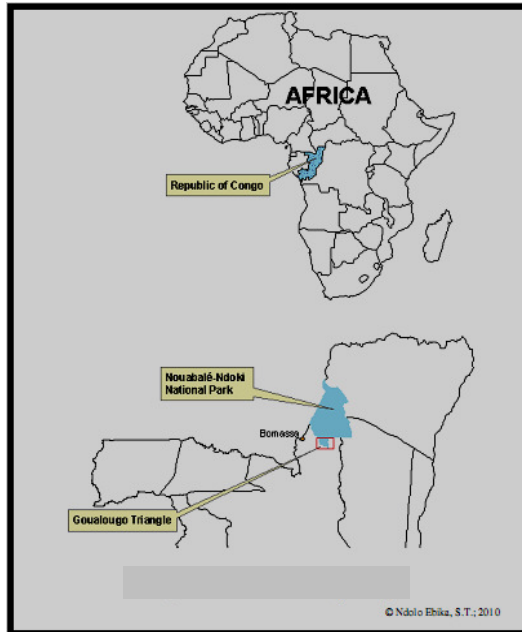 AFRICA
Republic of Congo
Nouabalé-Ndoki
National Park
Bomassa
Goualougo Triangle
© Ndolo Ebika, S.T.; 2010